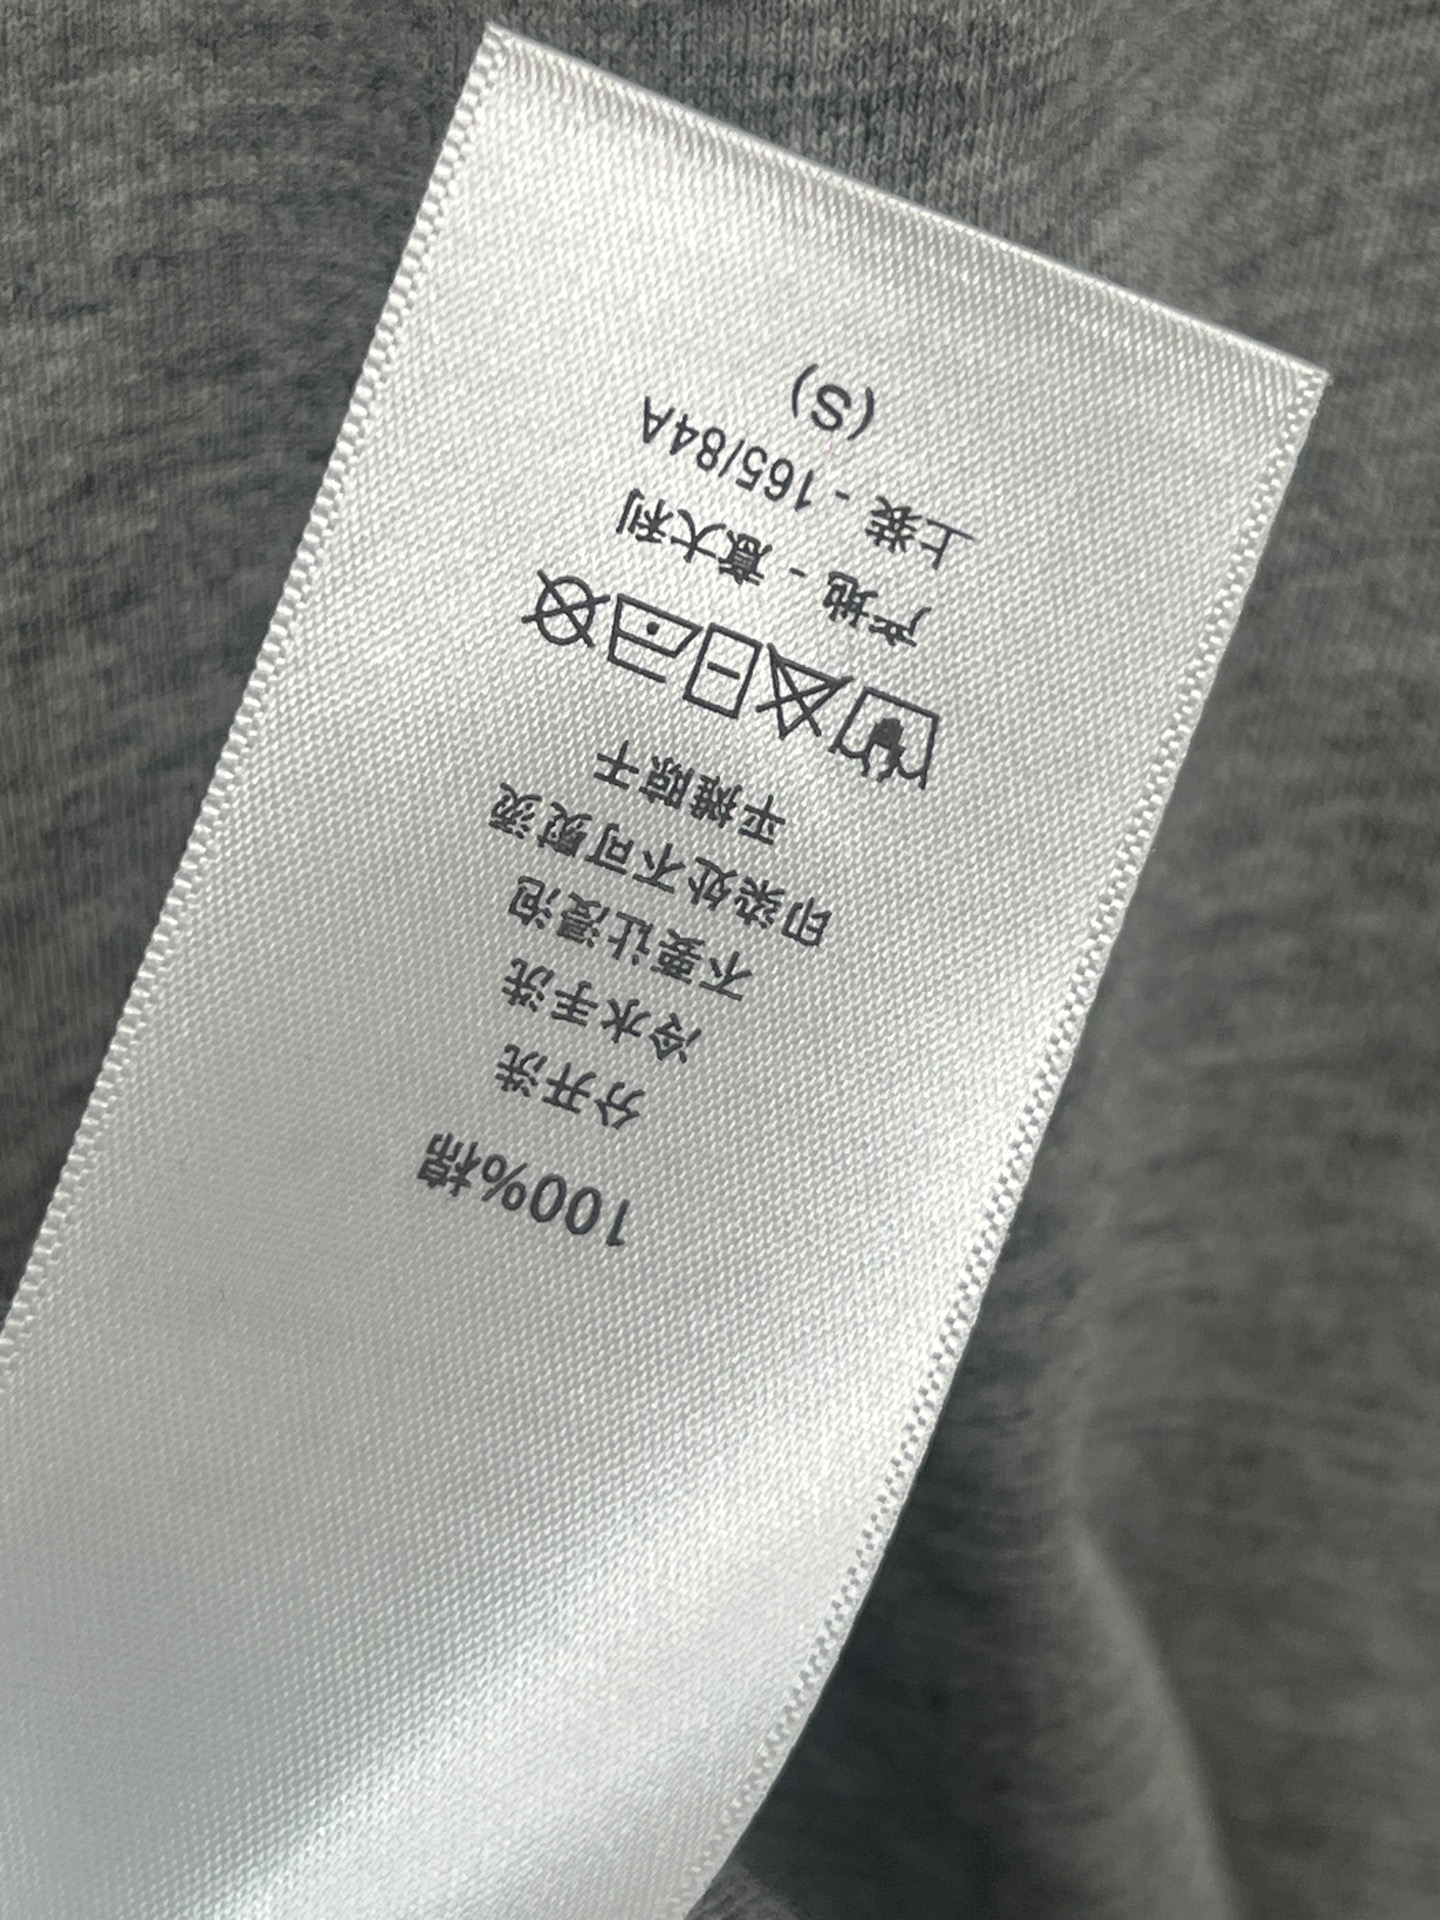 100%棉
分开洗
冷水手洗
不要让浸泡
印染处不可熨烫
平摊晾干
产地 - 意大利
上装 - 165/84A
(S)